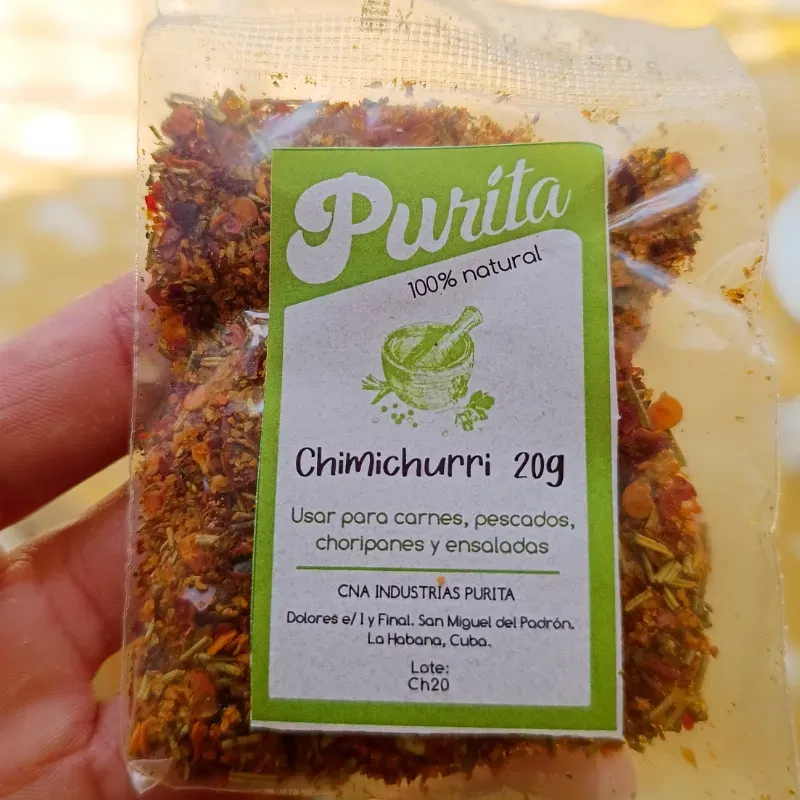 Purita
100% natural
Chimichurri 20g
Usar para carnes, pescados,
choripanes y ensaladas
CNA INDUSTRIAS PURITA
Dolores e/ I y Final. San Miguel del Padrón.
La Habana, Cuba.
Lote:
Ch20